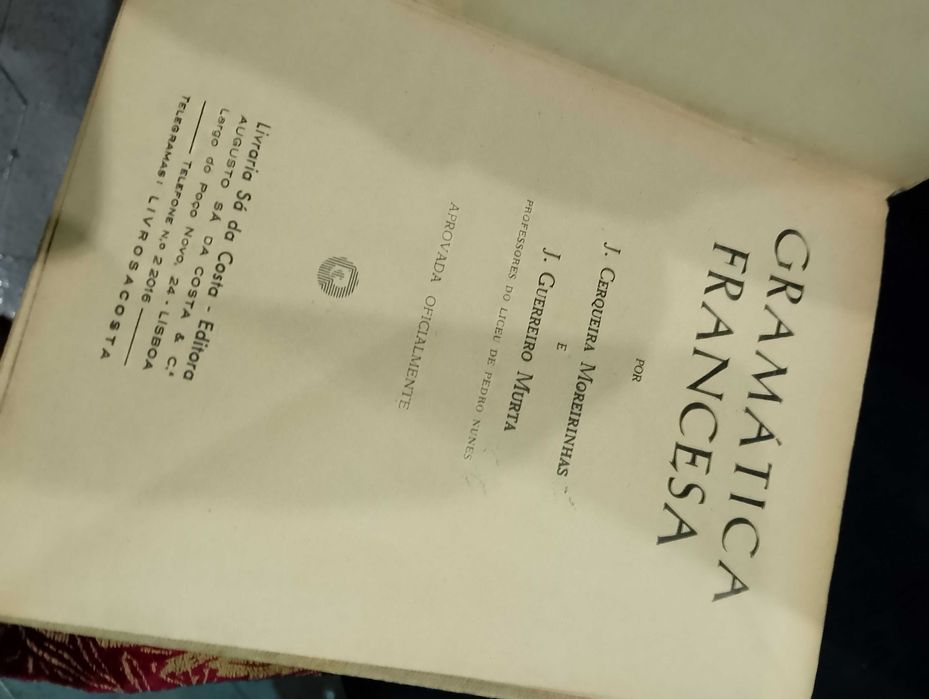 GRAMÁTICA
FRANCESA
POR
J. CERQUEIRA MOREIRINHAS
E
J. GUERREIRO MURTA
PROFESSORES DO LICEU DE PEDRO NUNES
APROVADA OFICIALMENTE
Livraria Sá da Costa - Editora
AUGUSTO SÁ DA COSTA & C.ª
Largo do Poço Novo, 24 - LISBOA
TELEFONE N.o 2 2016
TELEGRAMAS: LIVROSACOSTA